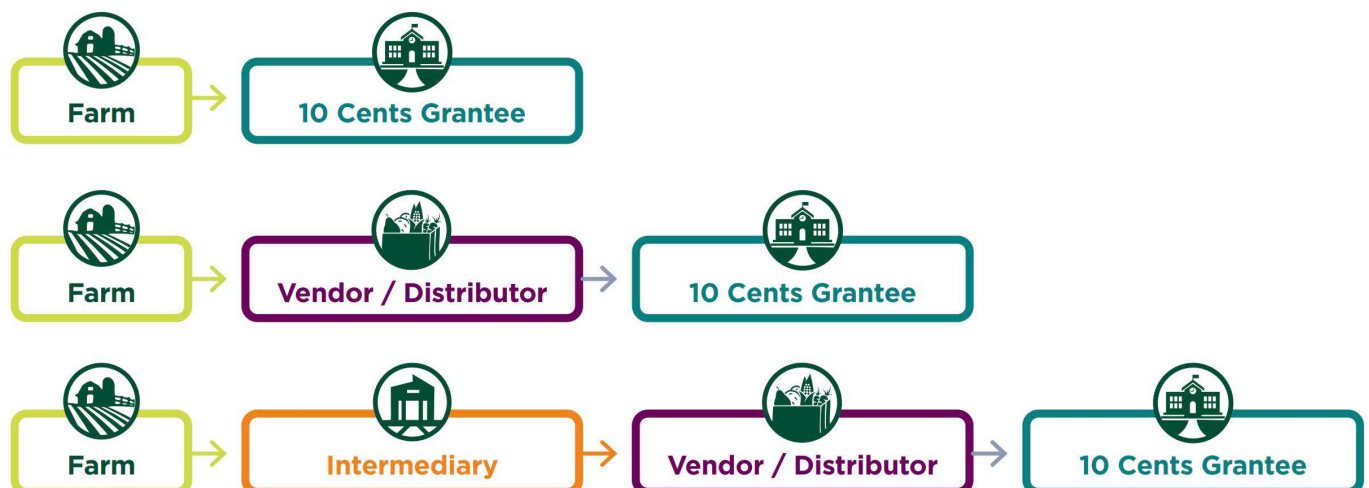 Farm
10 Cents Grantee
Farm
Vendor / Distributor
10 Cents Grantee
Farm
Intermediary
Vendor / Distributor
10 Cents Grantee